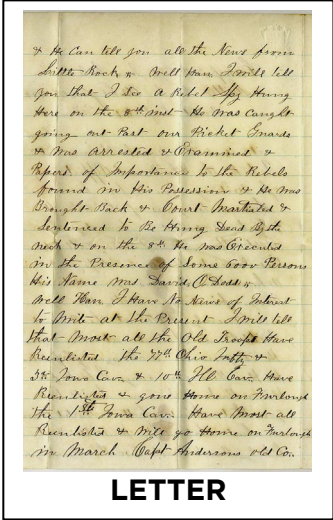 & He Can tell you all the News from
Little Rock " Well Han. I will tell
you that I See A Rebel Spy Hung
Here on the 8th inst He was Caught
going out Past our Picket Guards
& was Arrested & Examined &
Papers of Importance to the Rebels
found in His Possession & He was
Brought Back & Court Martialed &
Sentenced to Be Hung Dead By the
Neck & on the 8th He was Executed
in the Presence of Some 6000 Persons
His Name was David O Dodd "
Well Han. I Have No News of Interest
to Write at the Present I will tell
that Most all the Old Troops Have
Reenlisted the 77th Ohio Infty &
5th Iowa Cav. & 10th Ill Cav. Have
Reenlisted & gone Home on Furlough
the 1st Iowa Cav. Have Most all
Reenlisted & Will go Home on Furlough
in March Capt Andersons old Co.
LETTER